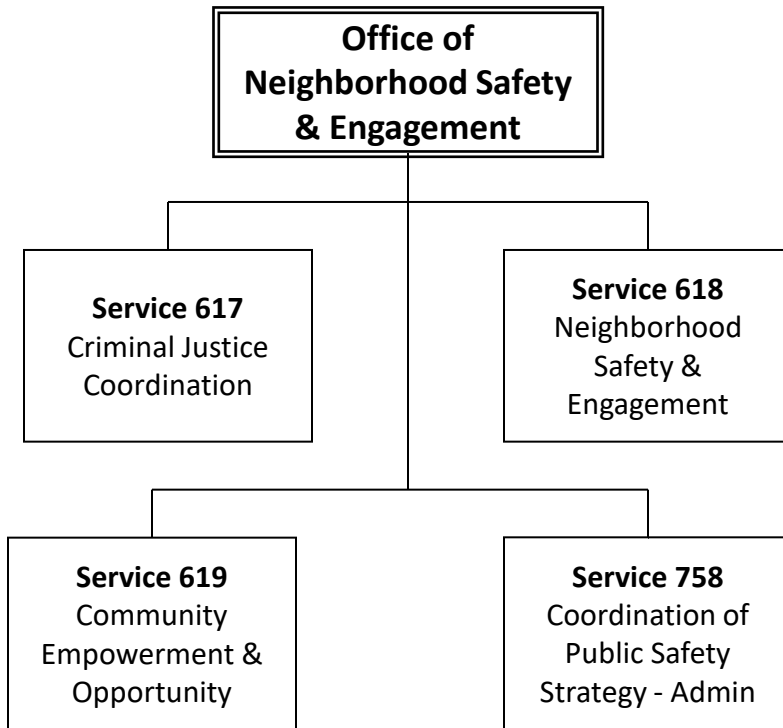 Office of
Neighborhood Safety
& Engagement
Service 617
Criminal Justice
Coordination
Service 618
Neighborhood
Safety &
Engagement
Service 619
Community
Empowerment &
Opportunity
Service 758
Coordination of
Public Safety
Strategy - Admin